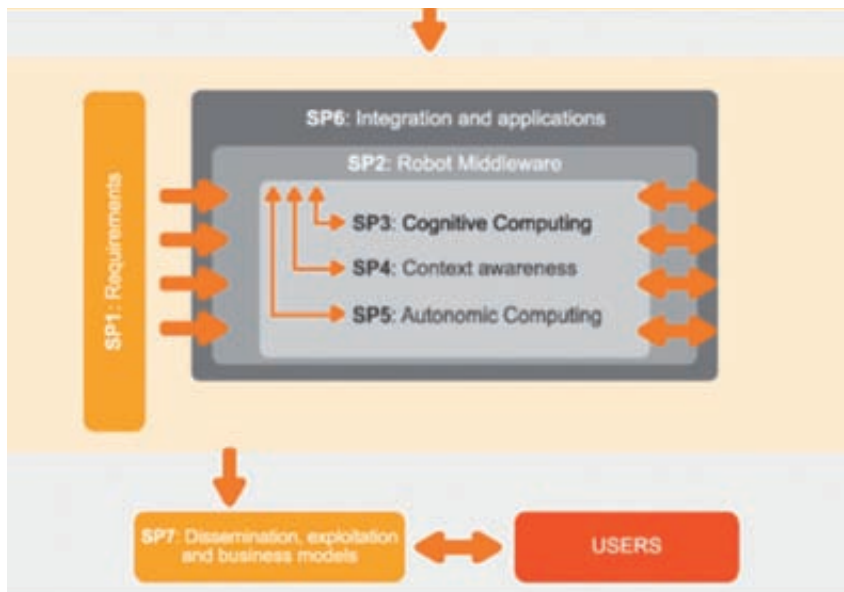 SP6: Integration and applications
SP2: Robot Middleware
SP1: Requirements
SP3: Cognitive Computing
SP4: Context awareness
SP5: Autonomic Computing
SP7: Dissemination, exploitation
and business models
USERS